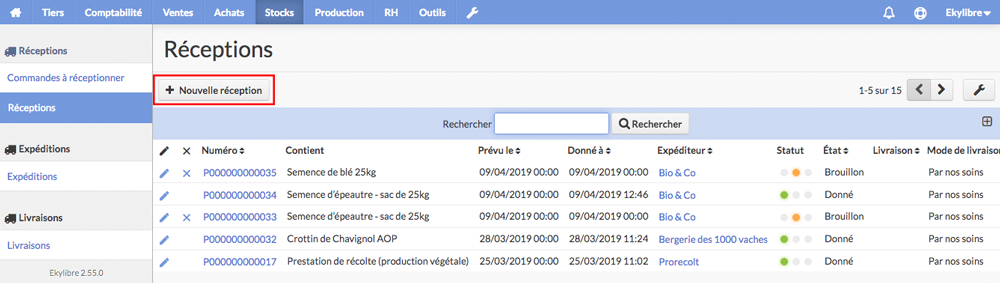 Tiers Comptabilité Ventes Achats Stocks Production RH Outils Ekylibre
Réceptions
Commandes à réceptionner
Réceptions
Expéditions
Expéditions
Livraisons
Livraisons
Ekylibre 2.55.0
Réceptions
Nouvelle réception 1-5 sur 15
Rechercher Rechercher
Numéro Contient Prévu le Donné à Expéditeur Statut État Livraison Mode de livraiso
P000000000035 Semence de blé 25kg 09/04/2019 00:00 09/04/2019 00:00 Bio & Co Brouillon Par nos soins
P000000000034 Semence d'épeautre - sac de 25kg 09/04/2019 00:00 09/04/2019 12:46 Bio & Co Donné Par nos soins
P000000000033 Semence d'épeautre - sac de 25kg 09/04/2019 00:00 09/04/2019 00:00 Bio & Co Brouillon Par nos soins
P000000000032 Crottin de Chavignol AOP 28/03/2019 00:00 28/03/2019 11:24 Bergerie des 1000 vaches Donné Par nos soins
P000000000017 Prestation de récolte (production végétale) 25/03/2019 00:00 25/03/2019 11:02 Prorecolt Donné Par nos soins